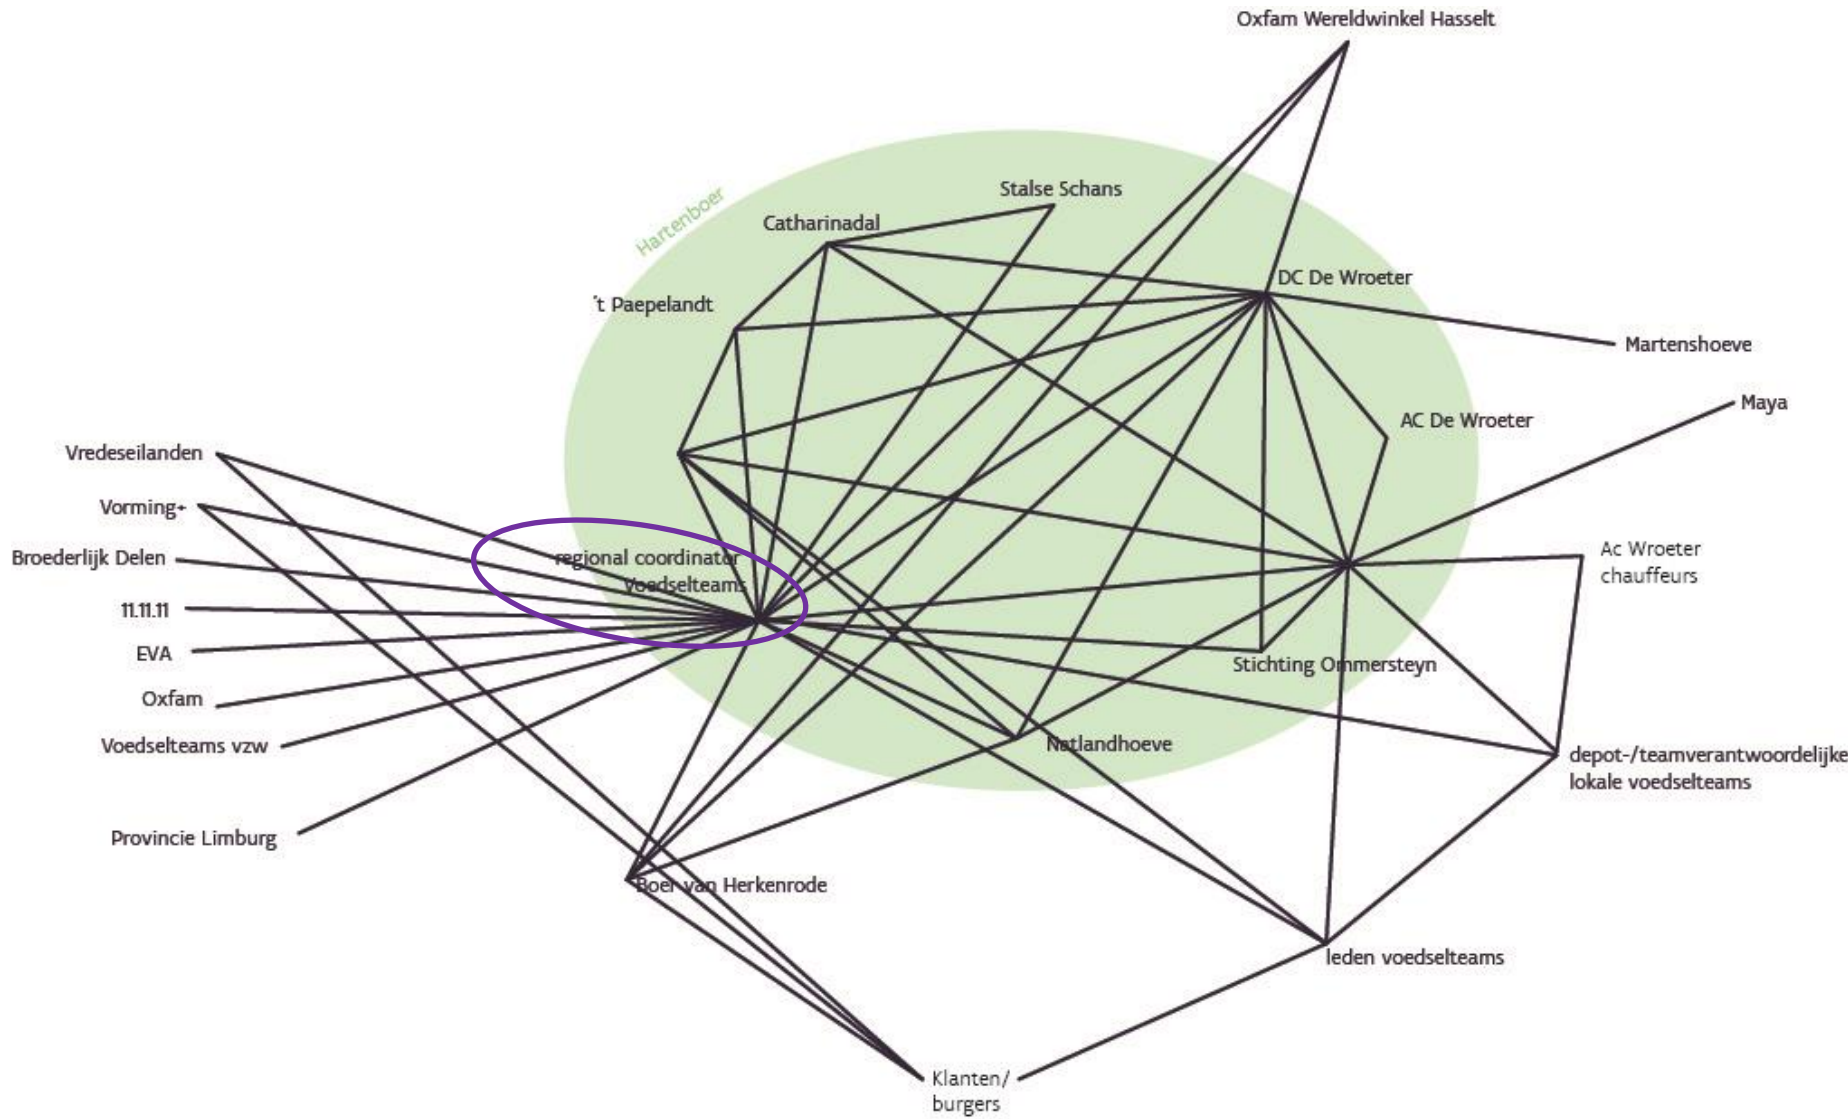 Oxfam Wereldwinkel Hasselt
Stalse Schans
Hartenboer
Catharinadal
DC De Wroeter
't Paepelandt
Martenshoeve
Maya
AC De Wroeter
Vredeseilanden
Vorming+
Broederlijk Delen
regional coordinator
Voedselteams
Ac Wroeter
chauffeurs
11.11.11
EVA
Stichting Ommersteyn
Oxfam
Voedselteams vzw
Natlandhoeve
depot-/teamverantwoordelijke
lokale voedselteams
Provincie Limburg
Boer van Herkenrode
leden voedselteams
Klanten/
burgers